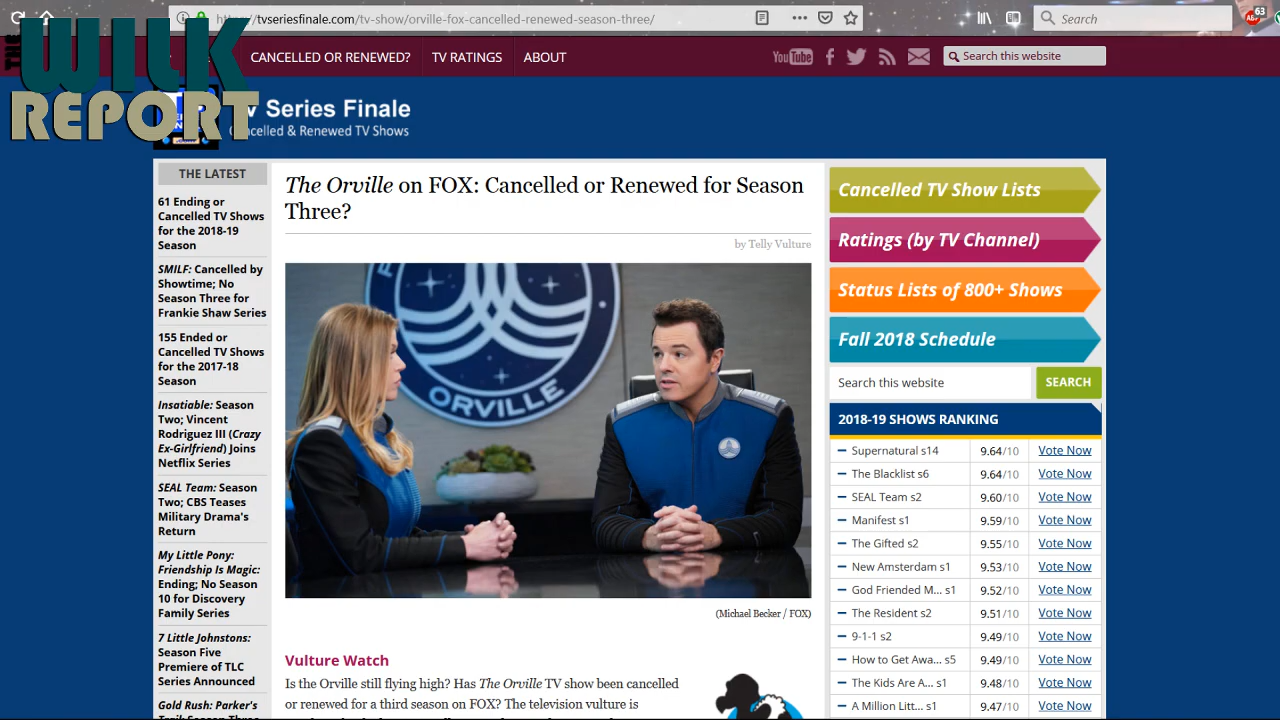 https://tvseriesfinale.com/tv-show/orville-fox-cancelled-renewed-season-three/
Search
63
THE
WILK
REPORT
CANCELLED OR RENEWED?
TV RATINGS
ABOUT
YouTube
Search this website
TV Series Finale
Cancelled & Renewed TV Shows
THE LATEST
61 Ending or
Cancelled TV Shows
for the 2018-19
Season
SMILF: Cancelled by
Showtime; No
Season Three for
Frankie Shaw Series
155 Ended or
Cancelled TV Shows
for the 2017-18
Season
Insatiable: Season
Two; Vincent
Rodriguez III (Crazy
Ex-Girlfriend) Joins
Netflix Series
SEAL Team: Season
Two; CBS Teases
Military Drama's
Return
My Little Pony:
Friendship Is Magic:
Ending; No Season
10 for Discovery
Family Series
7 Little Johnstons:
Season Five
Premiere of TLC
Series Announced
Gold Rush: Parker's
Trail: Season Three
The Orville on FOX: Cancelled or Renewed for Season
Three?
by Telly Vulture
ORVILLE
(Michael Becker / FOX)
Vulture Watch
Is the Orville still flying high? Has The Orville TV show been cancelled
or renewed for a third season on FOX? The television vulture is
Cancelled TV Show Lists
Ratings (by TV Channel)
Status Lists of 800+ Shows
Fall 2018 Schedule
Search this website
SEARCH
2018-19 SHOWS RANKING
Supernatural s14 9.64/10 Vote Now
The Blacklist s6 9.64/10 Vote Now
SEAL Team s2 9.60/10 Vote Now
Manifest s1 9.59/10 Vote Now
The Gifted s2 9.55/10 Vote Now
New Amsterdam s1 9.53/10 Vote Now
God Friended M... s1 9.52/10 Vote Now
The Resident s2 9.51/10 Vote Now
9-1-1 s2 9.49/10 Vote Now
How to Get Awa... s5 9.49/10 Vote Now
The Kids Are A... s1 9.48/10 Vote Now
A Million Litt... s1 9.47/10 Vote Now